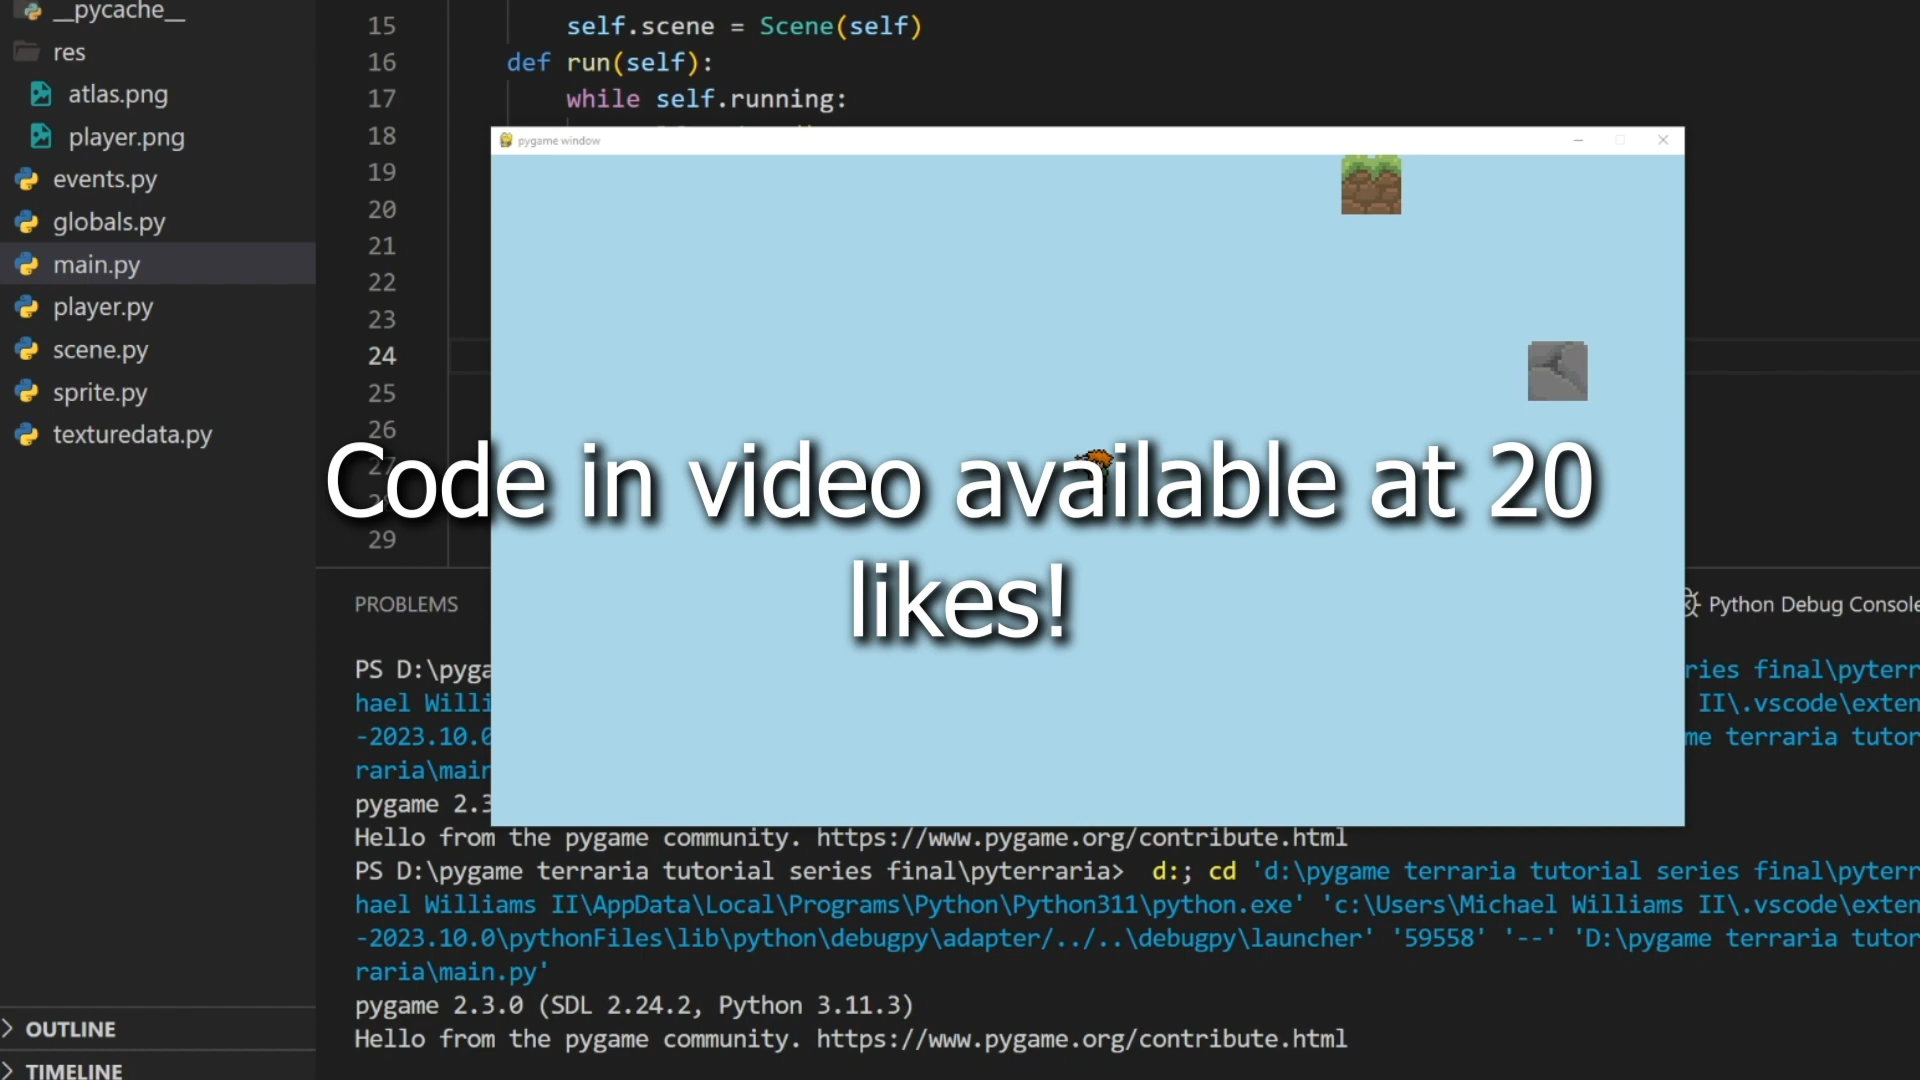 __pycache__
res
atlas.png
player.png
events.py
globals.py
main.py
player.py
scene.py
sprite.py
texturedata.py
OUTLINE
TIMELINE
15 self.scene = Scene(self)
16 def run(self):
17 while self.running:
18
19
20
21
22
23
24
25
26
29
pygame window
Code in video available at 20
likes!
PROBLEMS
Python Debug Console
PS D:\pyga
ries final\pyterr
hael Willi
II\.vscode\exten
-2023.10.0
me terraria tutor
raria\main
pygame 2.3
Hello from the pygame community. https://www.pygame.org/contribute.html
PS D:\pygame terraria tutorial series final\pyterraria> d:; cd 'd:\pygame terraria tutorial series final\pyterr
hael Williams II\AppData\Local\Programs\Python\Python311\python.exe' 'c:\Users\Michael Williams II\.vscode\exten
-2023.10.0\pythonFiles\lib\python\debugpy\adapter/../..\debugpy\launcher' '59558' '--' 'D:\pygame terraria tutor
raria\main.py'
pygame 2.3.0 (SDL 2.24.2, Python 3.11.3)
Hello from the pygame community. https://www.pygame.org/contribute.html